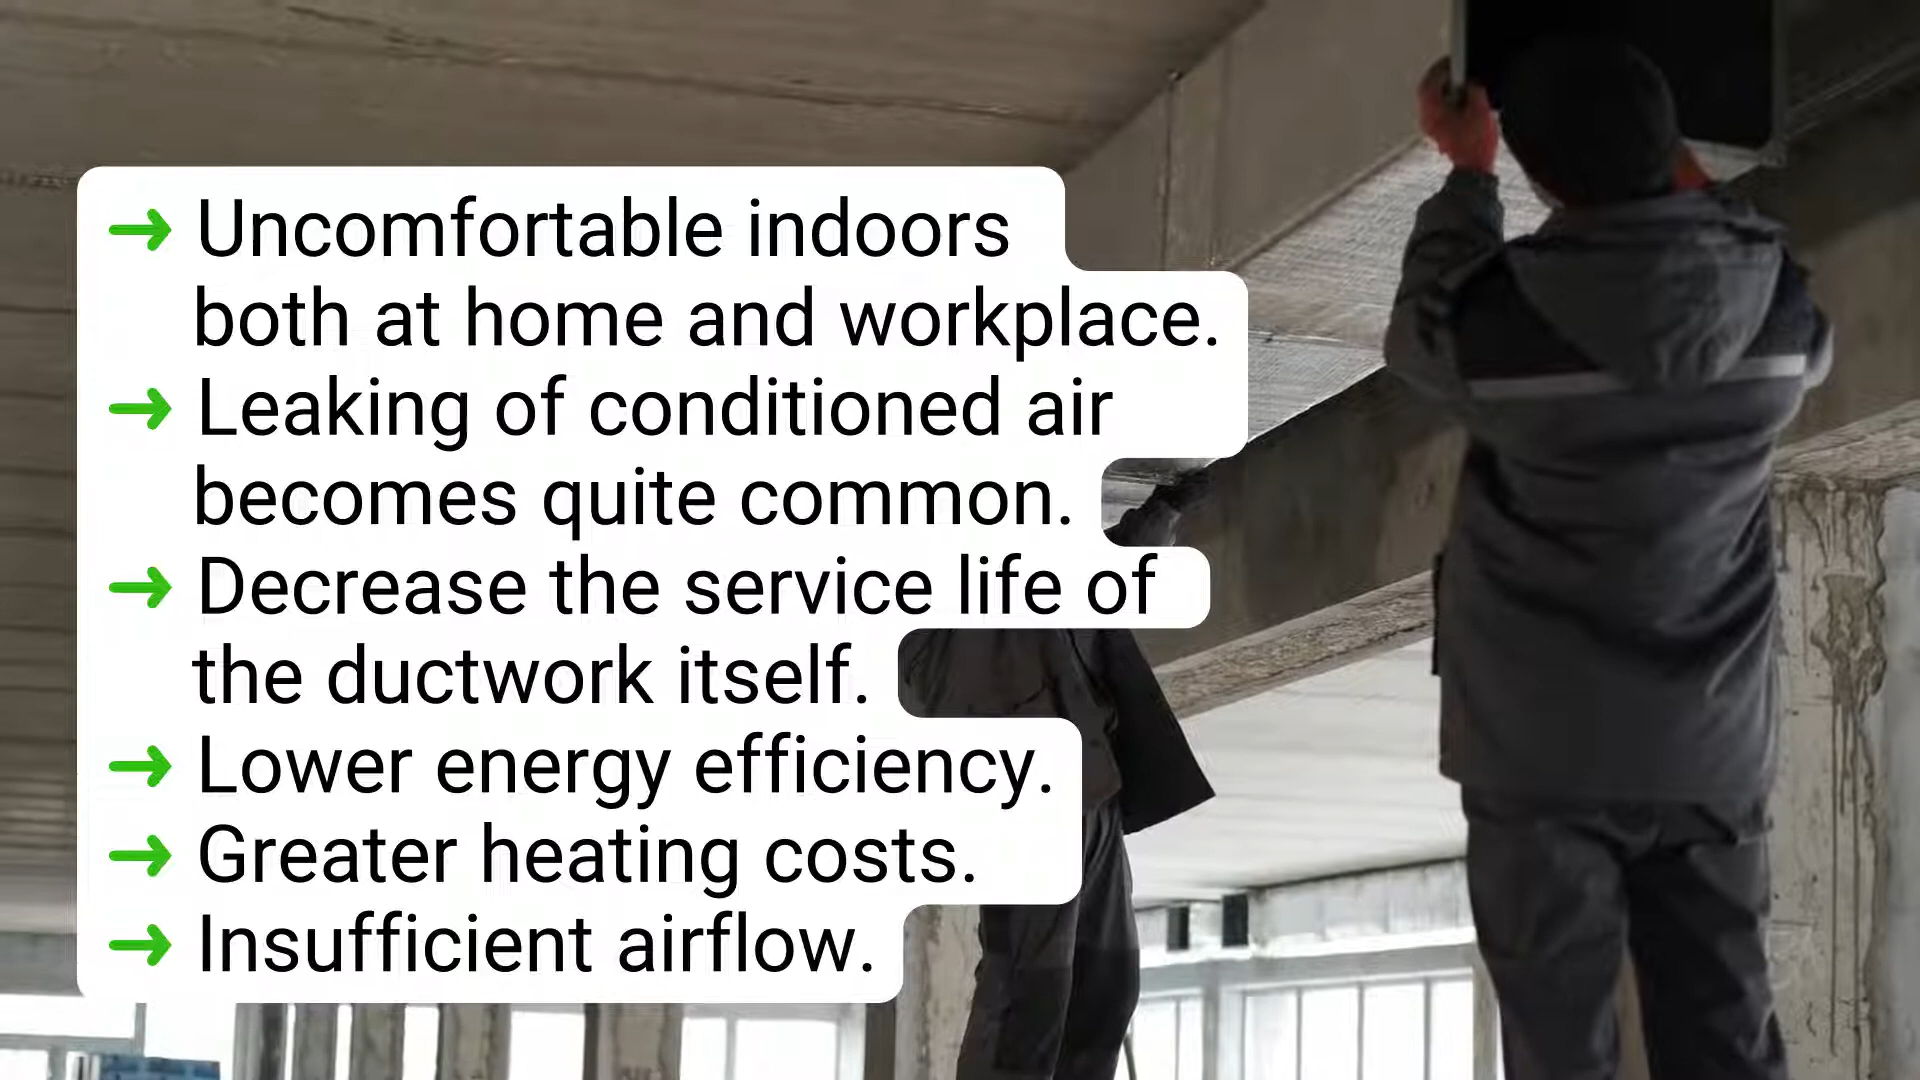 → Uncomfortable indoors
both at home and workplace.
→ Leaking of conditioned air
becomes quite common.
→ Decrease the service life of
the ductwork itself.
→ Lower energy efficiency.
→ Greater heating costs.
→ Insufficient airflow.